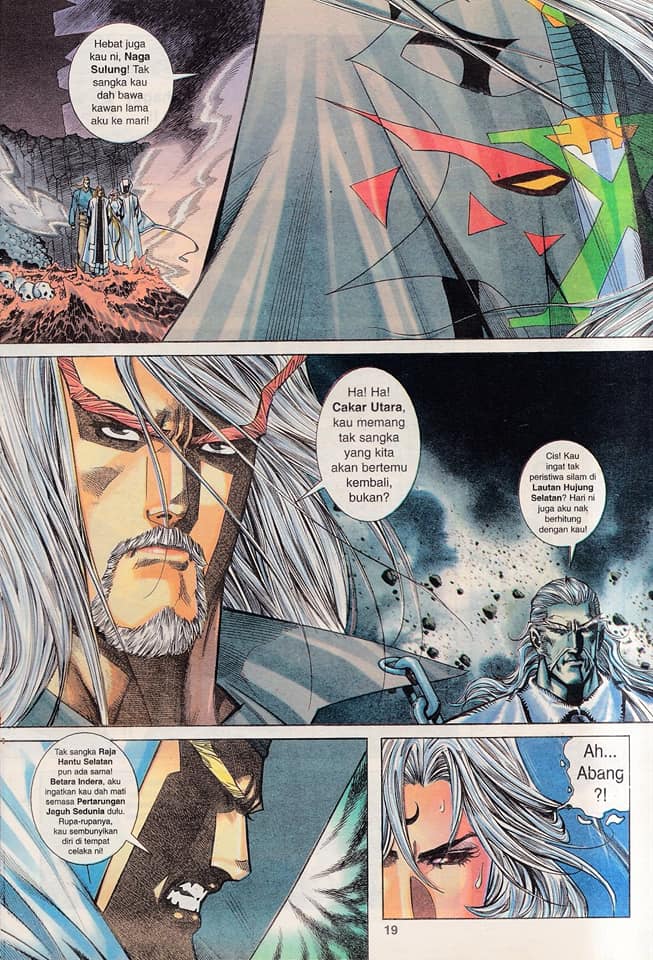 Hebat juga
kau ni, Naga
Sulung! Tak
sangka kau
dah bawa
kawan lama
aku ke mari!
Ha! Ha!
Cakar Utara,
kau memang
tak sangka
yang kita
akan bertemu
kembali,
bukan?
Cis! Kau
ingat tak
peristiwa silam di
Lautan Hujung
Selatan? Hari ni
juga aku nak
berhitung
dengan kau!
Tak sangka Raja
Hantu Selatan
pun ada sama!
Betara Indera, aku
ingatkan kau dah mati
semasa Pertarungan
Jaguh Sedunia dulu.
Rupa-rupanya,
kau sembunyikan
diri di tempat
celaka ni!
Ah...
Abang
?!
19